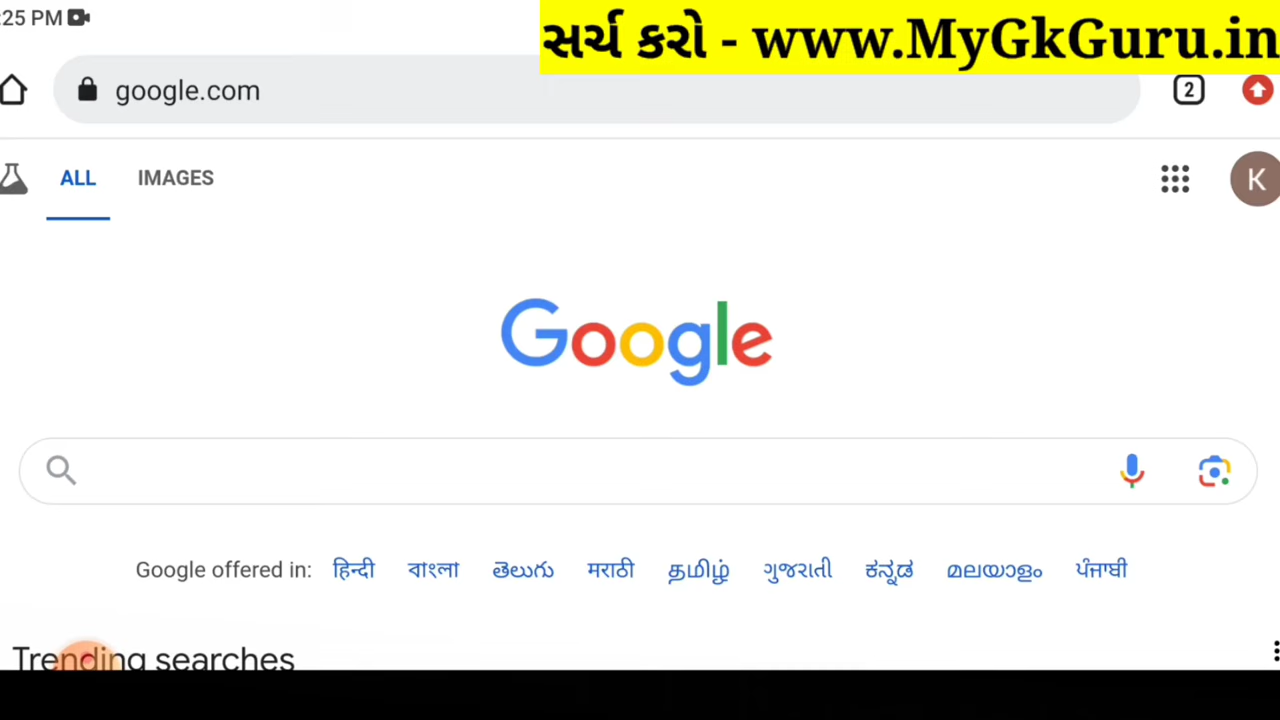 :25 PM
સર્ચ કરો - www.MyGkGuru.in
google.com
2
ALL IMAGES
K
Google
Google offered in: हिन्दी বাংলা తెలుగు मराठी தமிழ் ગુજરાતી ಕನ್ನಡ മലയാളം ਪੰਜਾਬੀ
Trending searches